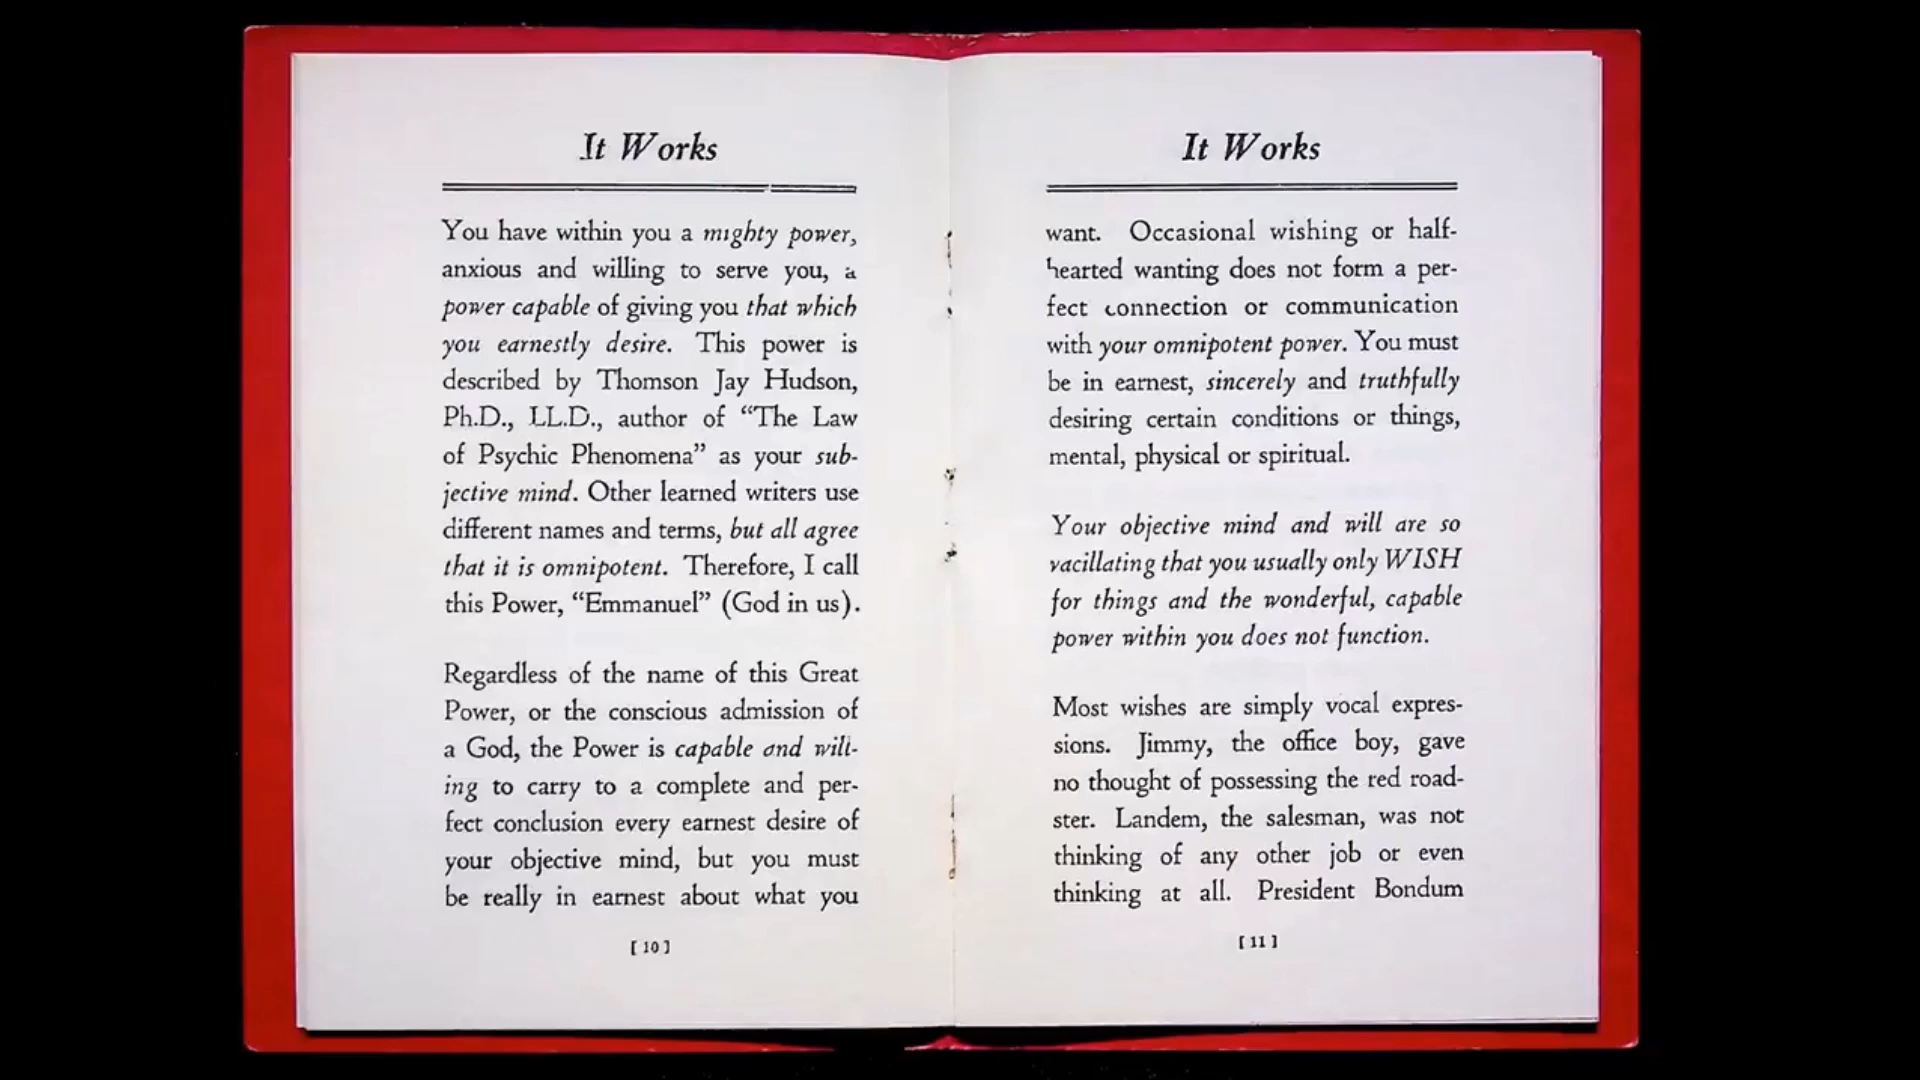 It Works
You have within you a mighty power,
anxious and willing to serve you, a
power capable of giving you that which
you earnestly desire. This power is
described by Thomson Jay Hudson,
Ph.D., LL.D., author of “The Law
of Psychic Phenomena” as your sub-
jective mind. Other learned writers use
different names and terms, but all agree
that it is omnipotent. Therefore, I call
this Power, “Emmanuel” (God in us).
Regardless of the name of this Great
Power, or the conscious admission of
a God, the Power is capable and will-
ing to carry to a complete and per-
fect conclusion every earnest desire of
your objective mind, but you must
be really in earnest about what you
[ 10 ]
It Works
want. Occasional wishing or half-
hearted wanting does not form a per-
fect connection or communication
with your omnipotent power. You must
be in earnest, sincerely and truthfully
desiring certain conditions or things,
mental, physical or spiritual.
Your objective mind and will are so
vacillating that you usually only WISH
for things and the wonderful, capable
power within you does not function.
Most wishes are simply vocal expres-
sions. Jimmy, the office boy, gave
no thought of possessing the red road-
ster. Landem, the salesman, was not
thinking of any other job or even
thinking at all. President Bondum
[ 11 ]